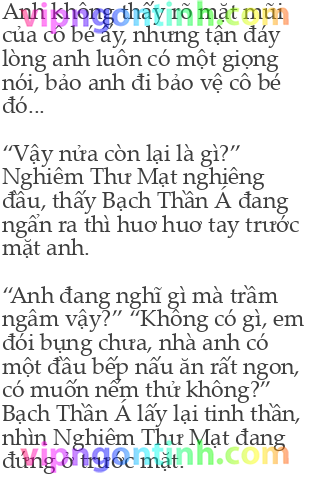 Anh không thấy rõ mặt mũi
vipngontinh.com
của cô bé ấy, nhưng tận đáy
lòng anh luôn có một giọng
nói, bảo anh đi bảo vệ cô bé
đó...
“Vậy nửa còn lại là gì?”
Nghiêm Thư Mạt nghiêng
đầu, thấy Bạch Thần Á đang
ngẩn ra thì huơ huơ tay trước
mặt anh.
“Anh đang nghĩ gì mà trầm
ngâm vậy?” “Không có gì, em
đói bụng chưa, nhà anh có
một đầu bếp nấu ăn rất ngon,
có muốn nếm thử không?”
Bạch Thần Á lấy lại tinh thần,
nhìn Nghiêm Thư Mạt đang
đứng ở trước mặt.
vipngontinh.com